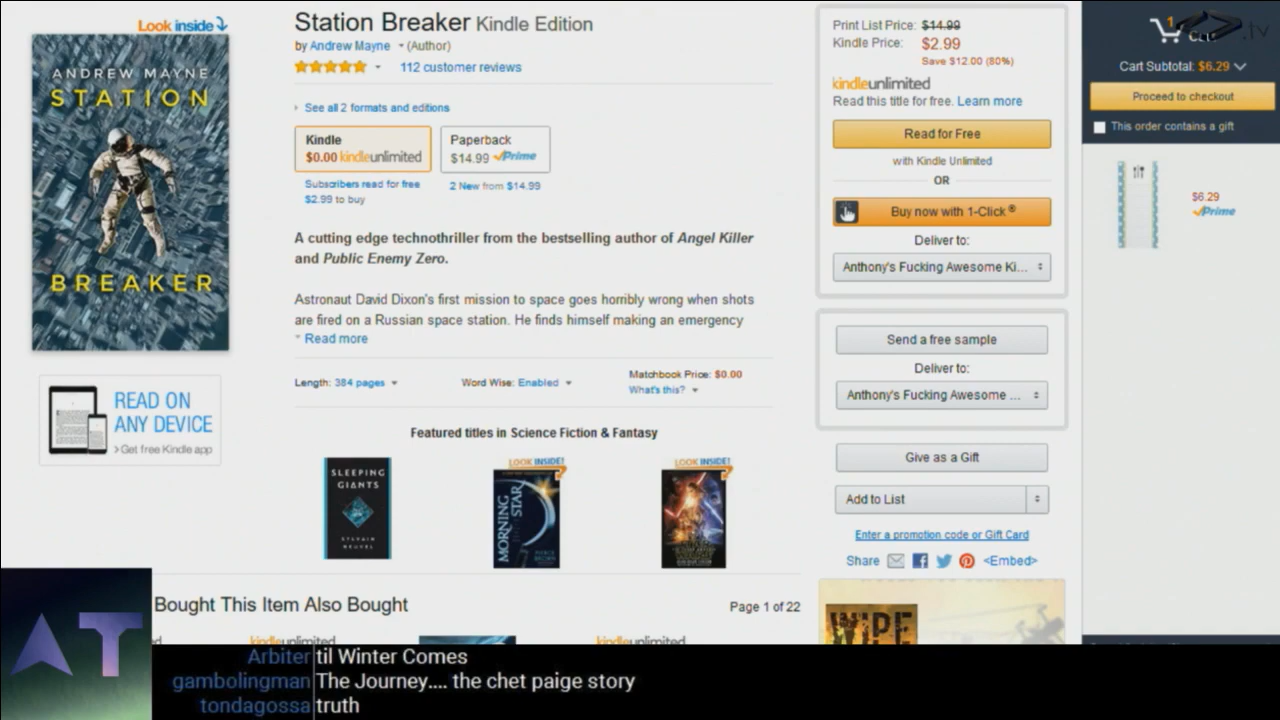 Look inside
ANDREW MAYNE
STATION
BREAKER
READ ON
ANY DEVICE
>Get free Kindle app
Station Breaker Kindle Edition
by Andrew Mayne (Author)
112 customer reviews
See all 2 formats and editions
Kindle
$0.00 kindleunlimited
Paperback
$14.99 Prime
Subscribers read for free
$2.99 to buy
2 New from $14.99
A cutting edge technothriller from the bestselling author of Angel Killer
and Public Enemy Zero.
Astronaut David Dixon's first mission to space goes horribly wrong when shots
are fired on a Russian space station. He finds himself making an emergency
Read more
Length: 384 pages
Word Wise: Enabled
Matchbook Price: $0.00
What's this?
Featured titles in Science Fiction & Fantasy
SLEEPING
GIANTS
SYLVAIN
NEUVEL
LOOK INSIDE!
MORNING
STAR
PIERCE
BROWN
LOOK INSIDE!
Bought This Item Also Bought
Page 1 of 22
kindleunlimited
kindleunlimited
Print List Price: $14.99
Kindle Price: $2.99
Save $12.00 (80%)
kindleunlimited
Read this title for free. Learn more
Read for Free
with Kindle Unlimited
OR
Buy now with 1-Click®
Deliver to:
Anthony's Fucking Awesome Ki...
Send a free sample
Deliver to:
Anthony's Fucking Awesome ...
Give as a Gift
Add to List
Enter a promotion code or Gift Card
Share <Embed>
WIPE
1
.tv
Cart Subtotal: $6.29
Proceed to checkout
This order contains a gift
$6.29
Prime
AT
Arbiter til Winter Comes
gambolingman The Journey.... the chet paige story
tondagossa truth